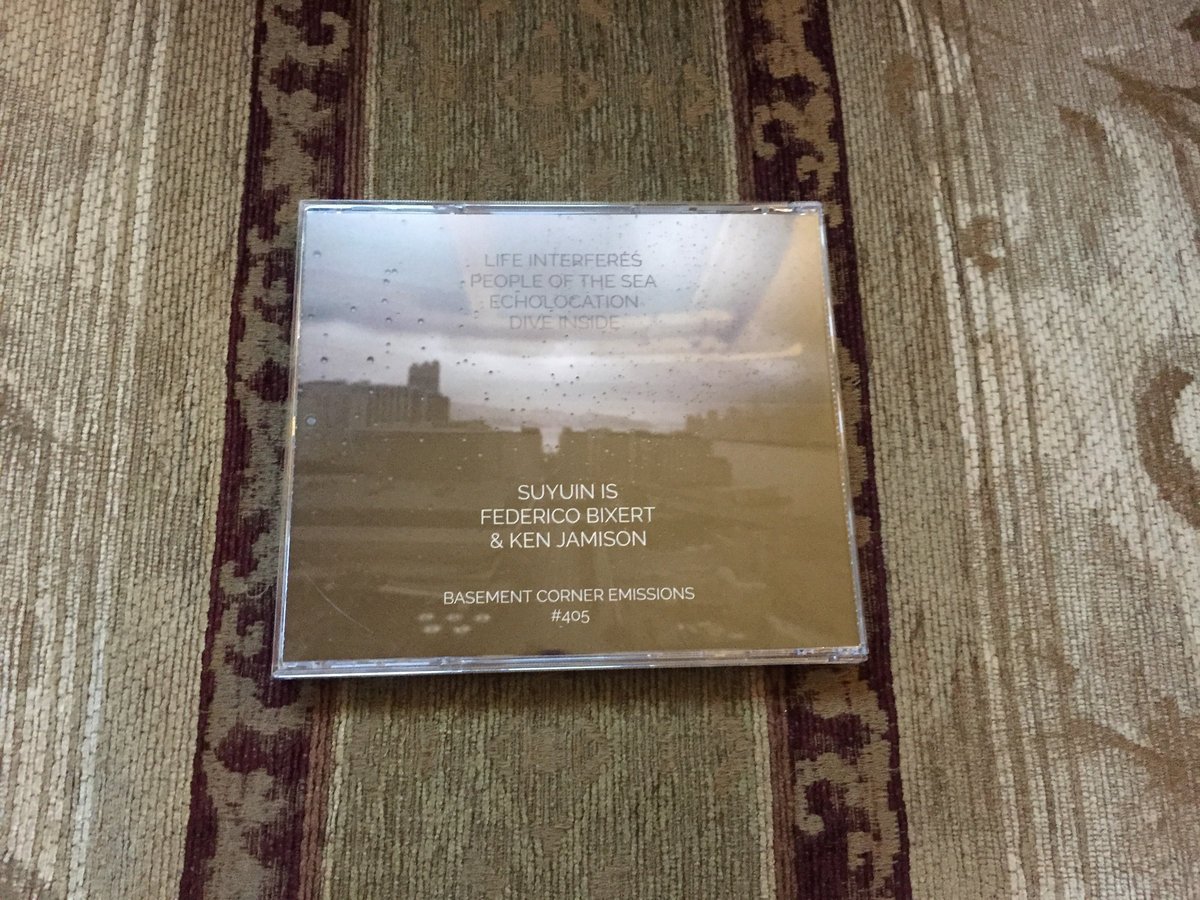 LIFE INTERFERES
PEOPLE OF THE SEA
ECHOLOCATION
DIVE INSIDE
SUYUIN IS
FEDERICO BIXERT
& KEN JAMISON
BASEMENT CORNER EMISSIONS
#405